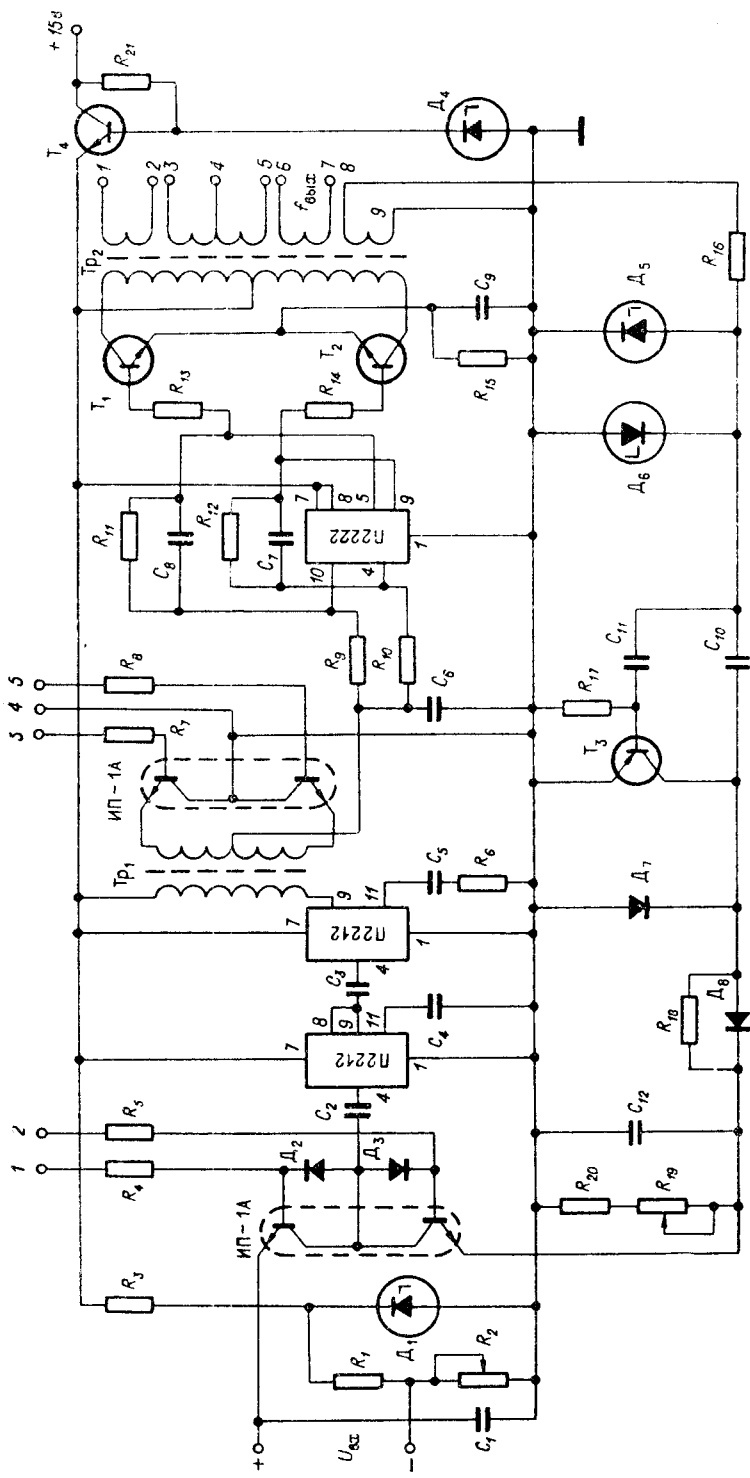 +15в
R21
T4
Д4
1
2
3
4
5
6
7
8
9
fвых
Тр2
T1
T2
R13
R14
R15
C9
R16
Д5
Д6
R11
C8
R12
C7
7
8
5
9
П2222
10
4
1
R9
R10
C6
C11
C10
R17
T3
3
4
5
R7
R8
ИП-1А
Тр1
9
11
7
П2212
4
1
C5
R6
C3
8
9
11
7
П2212
4
1
C4
C2
Д7
Д8
R18
C12
R20
R19
1
2
R4
R5
Д2
Д3
ИП-1А
R3
Д1
R1
R2
C1
+
Uвх
-